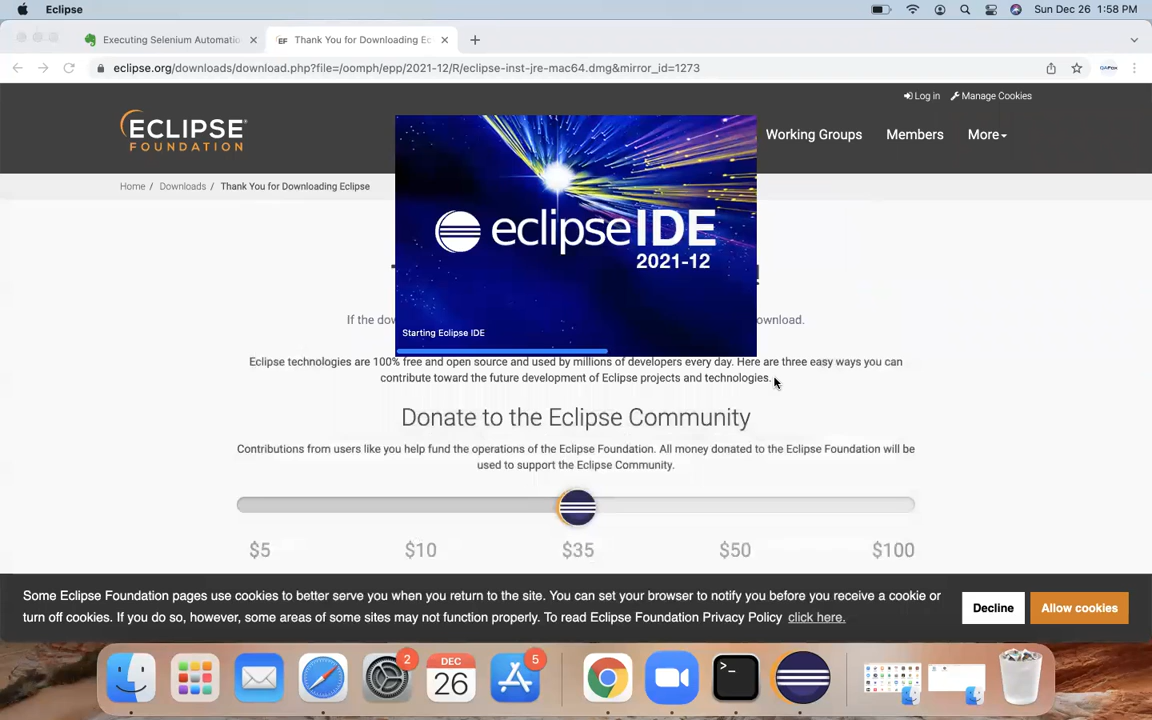 Eclipse
Sun Dec 26 1:58 PM
Executing Selenium Automatio
EF Thank You for Downloading Ec
eclipse.org/downloads/download.php?file=/oomph/epp/2021-12/R/eclipse-inst-jre-mac64.dmg&mirror_id=1273
Log in Manage Cookies
ECLIPSE®
FOUNDATION
Working Groups Members More
Home / Downloads / Thank You for Downloading Eclipse
eclipseIDE
2021-12
Starting Eclipse IDE
If the dow
ownload.
Eclipse technologies are 100% free and open source and used by millions of developers every day. Here are three easy ways you can
contribute toward the future development of Eclipse projects and technologies.
Donate to the Eclipse Community
Contributions from users like you help fund the operations of the Eclipse Foundation. All money donated to the Eclipse Foundation will be
used to support the Eclipse Community.
$5 $10 $35 $50 $100
Some Eclipse Foundation pages use cookies to better serve you when you return to the site. You can set your browser to notify you before you receive a cookie or
turn off cookies. If you do so, however, some areas of some sites may not function properly. To read Eclipse Foundation Privacy Policy click here.
Decline
Allow cookies
2
DEC
26
5
>_